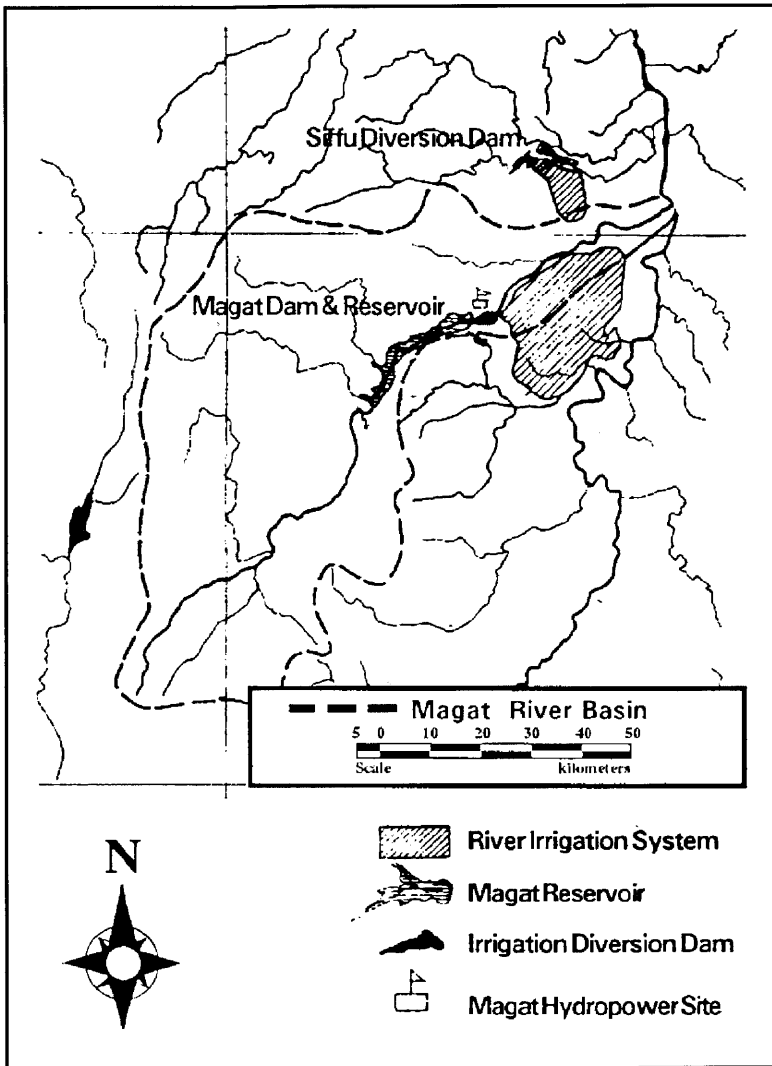 Siffu Diversion Dam
Magat Dam & Reservoir
Magat River Basin
5 0 10 20 30 40 50
Scale kilometers
N
River Irrigation System
Magat Reservoir
Irrigation Diversion Dam
Magat Hydropower Site